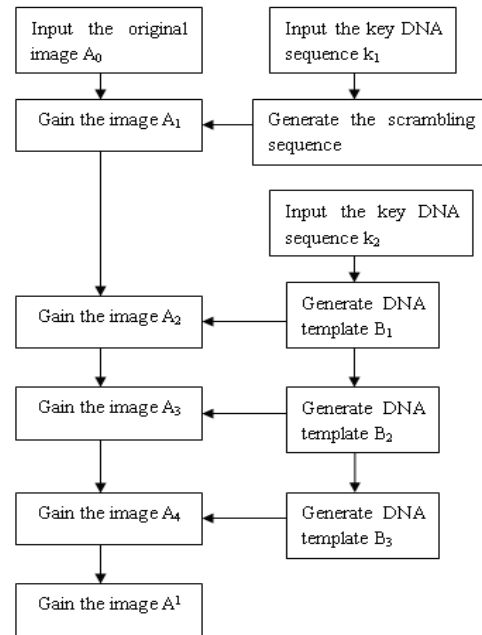 Input the original
image A₀
Input the key DNA
sequence k₁
Gain the image A₁
Generate the scrambling
sequence
Input the key DNA
sequence k₂
Gain the image A₂
Generate DNA
template B₁
Gain the image A₃
Generate DNA
template B₂
Gain the image A₄
Generate DNA
template B₃
Gain the image A¹